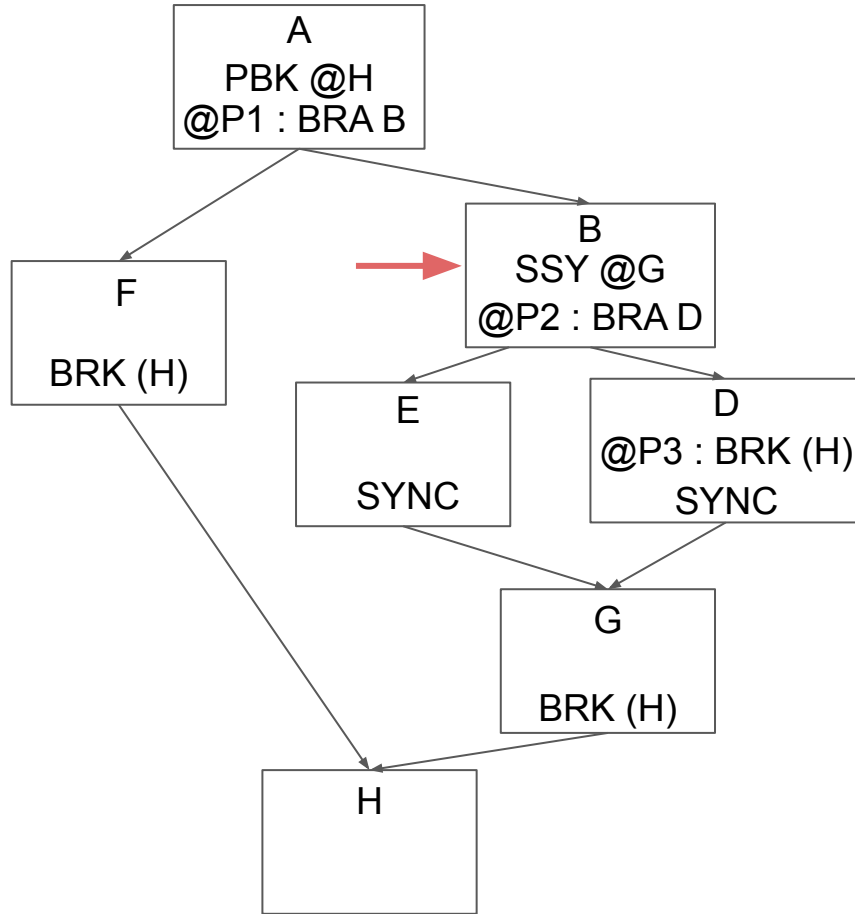 A
PBK @H
@P1 : BRA B
B
SSY @G
@P2 : BRA D
F
BRK (H)
E
SYNC
D
@P3 : BRK (H)
SYNC
G
BRK (H)
H